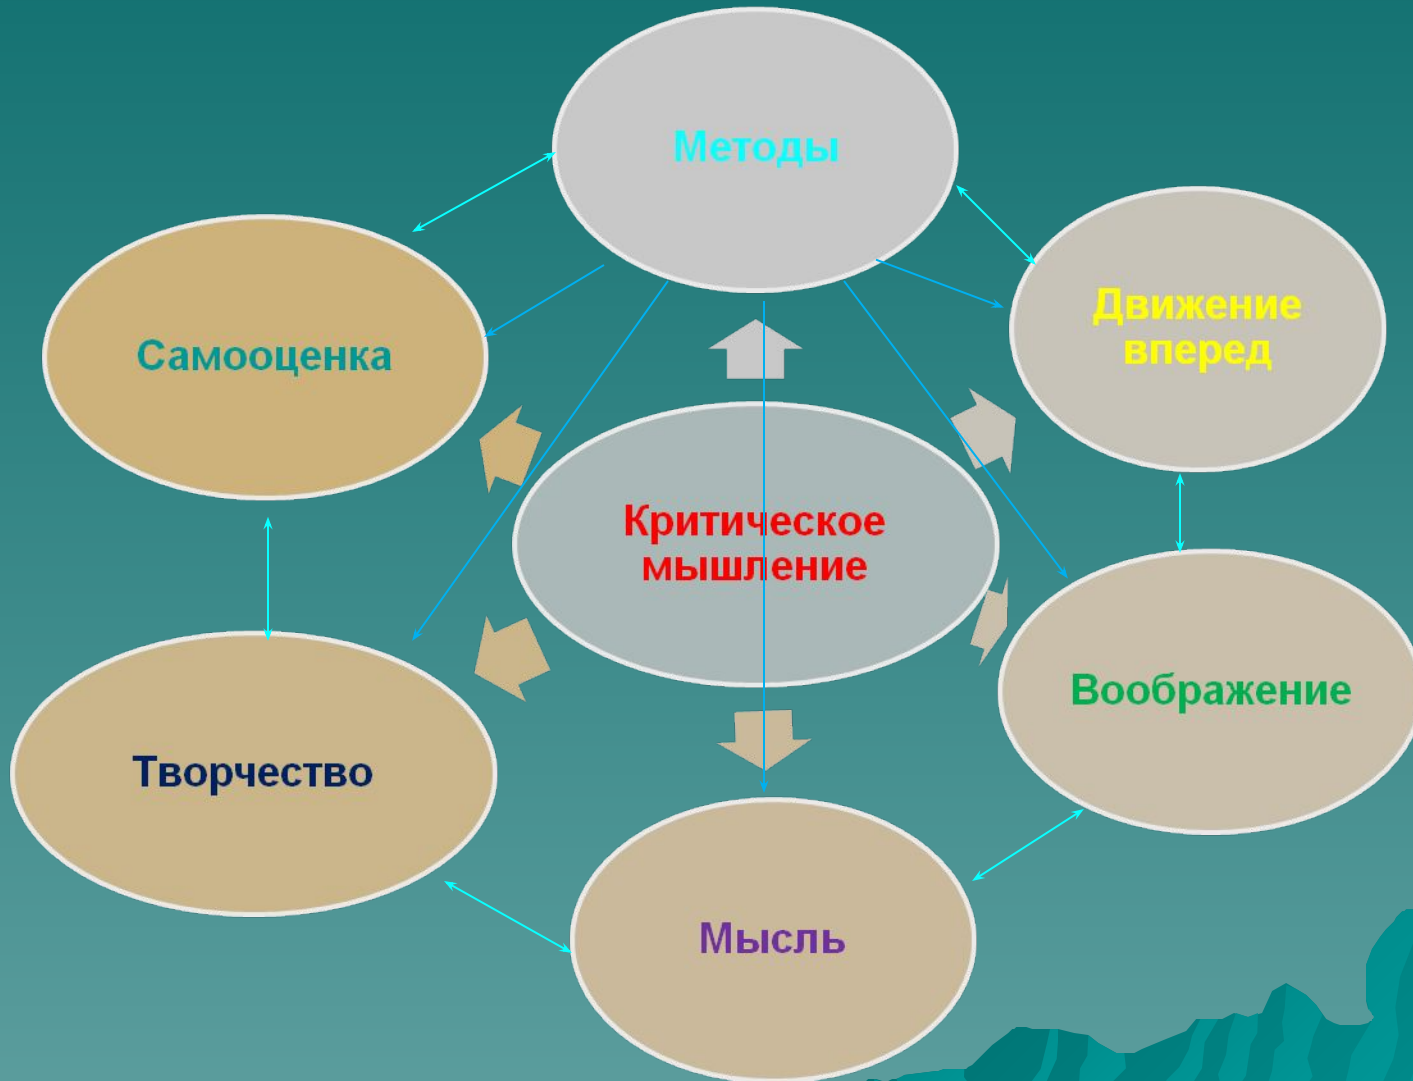 Методы
Движение
вперед
Самооценка
Критическое
мышление
Воображение
Творчество
Мысль